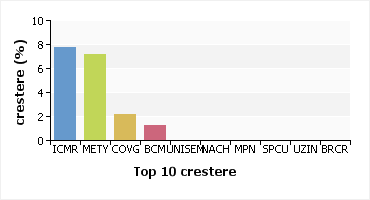 10
8
6
4
2
0
crestere (%)
ICMR METY COVG BCM UNISEM NACH MPN SPCU UZIN BRCR
Top 10 crestere